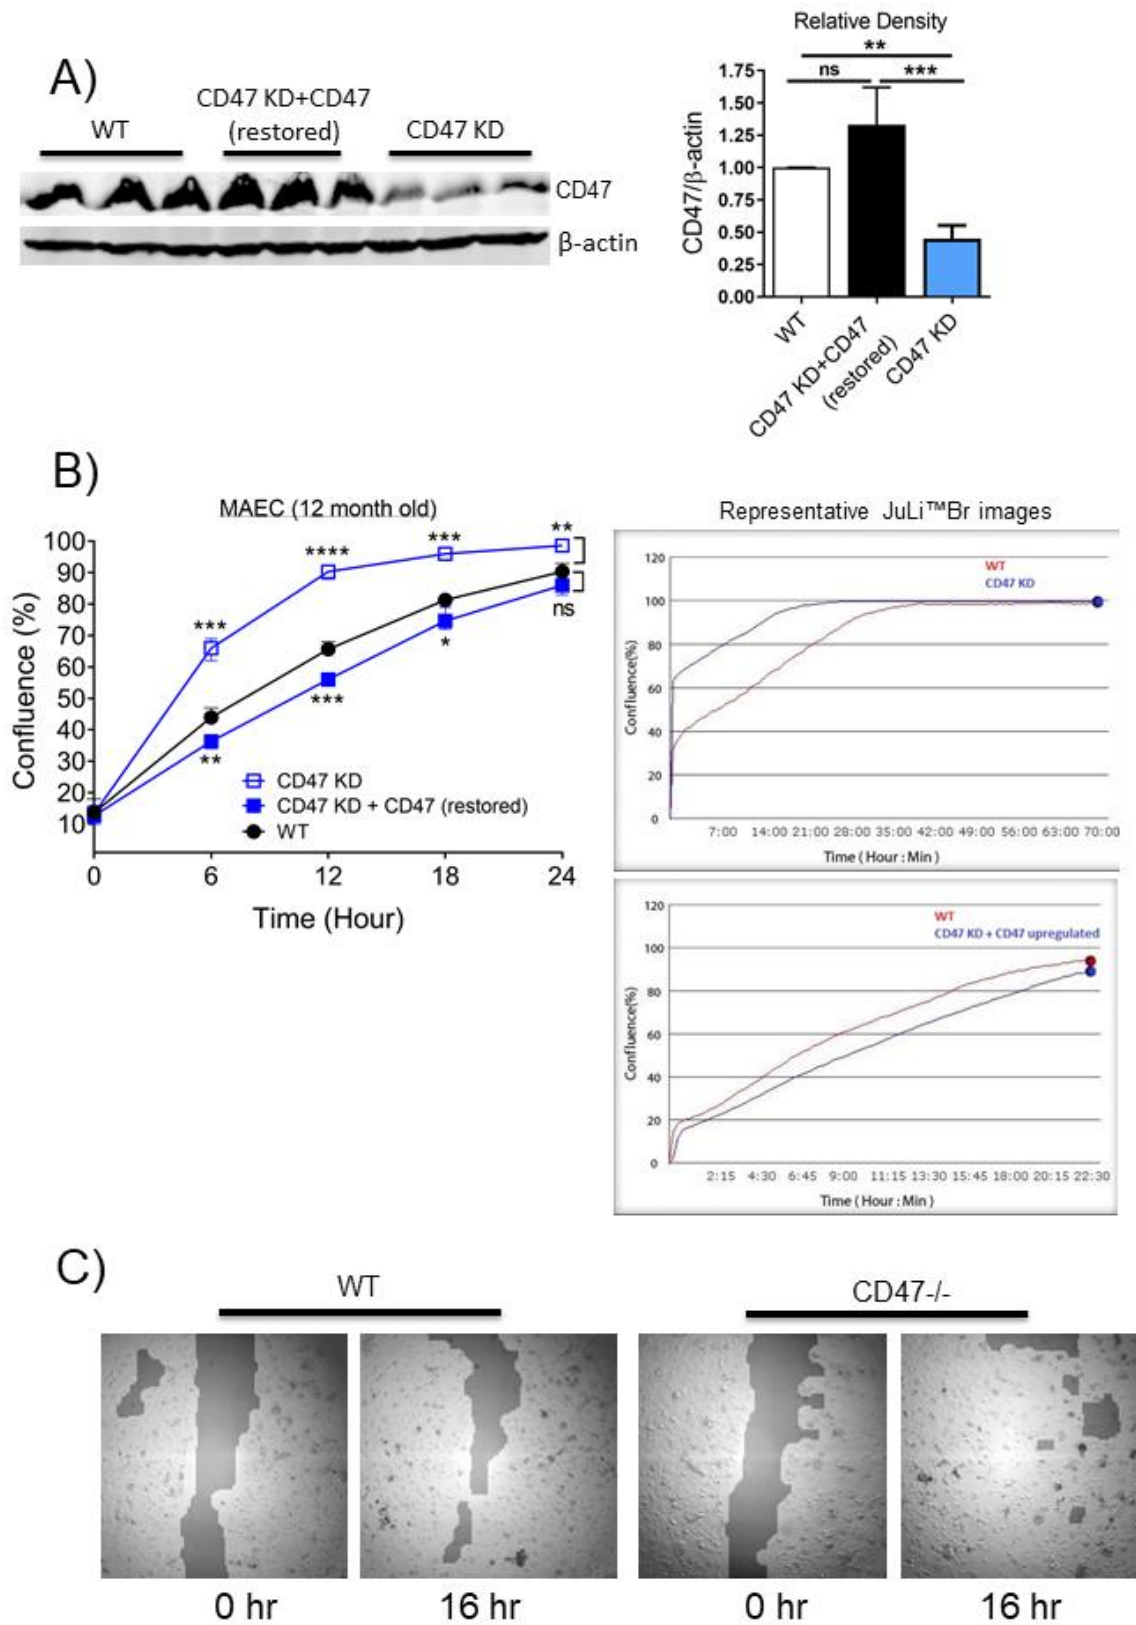 A)
WT
CD47 KD+CD47
(restored)
CD47 KD
CD47
β-actin
Relative Density
**
ns
***
CD47/β-actin
1.75
1.50
1.25
1.00
0.75
0.50
0.25
0.00
WT
CD47 KD+CD47
(restored)
CD47 KD
B)
MAEC (12 month old)
Confluence (%)
100
90
80
70
60
50
40
30
20
10
***
****
***
**
ns
*
***
**
CD47 KD
CD47 KD + CD47 (restored)
WT
0 6 12 18 24
Time (Hour)
Representative JuLi™Br images
120
100
80
60
40
20
0
WT
CD47 KD
Confluence(%)
7:00 14:00 21:00 28:00 35:00 42:00 49:00 56:00 63:00 70:00
Time ( Hour : Min )
120
100
80
60
40
20
0
WT
CD47 KD + CD47 upregulated
Confluence(%)
2:15 4:30 6:45 9:00 11:15 13:30 15:45 18:00 20:15 22:30
Time ( Hour : Min )
C)
WT
CD47-/-
0 hr 16 hr 0 hr 16 hr